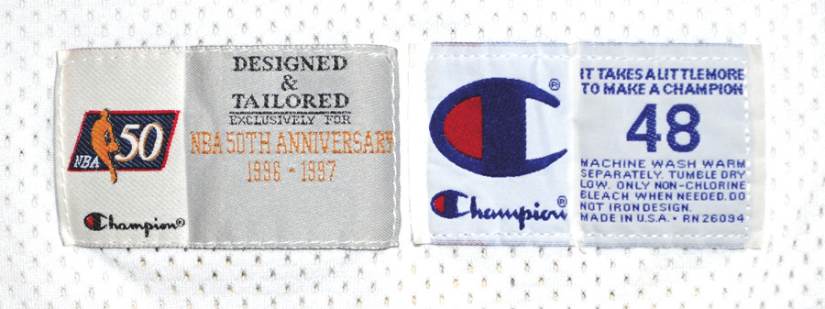 NBA 50
Champion®
DESIGNED
&
TAILORED
EXCLUSIVELY FOR
NBA 50TH ANNIVERSARY
1996 - 1997
®
Champion®
IT TAKES A LITTLE MORE
TO MAKE A CHAMPION
48
MACHINE WASH WARM
SEPARATELY. TUMBLE DRY
LOW. ONLY NON-CHLORINE
BLEACH WHEN NEEDED. DO
NOT IRON DESIGN.
MADE IN U.S.A. • RN 26094